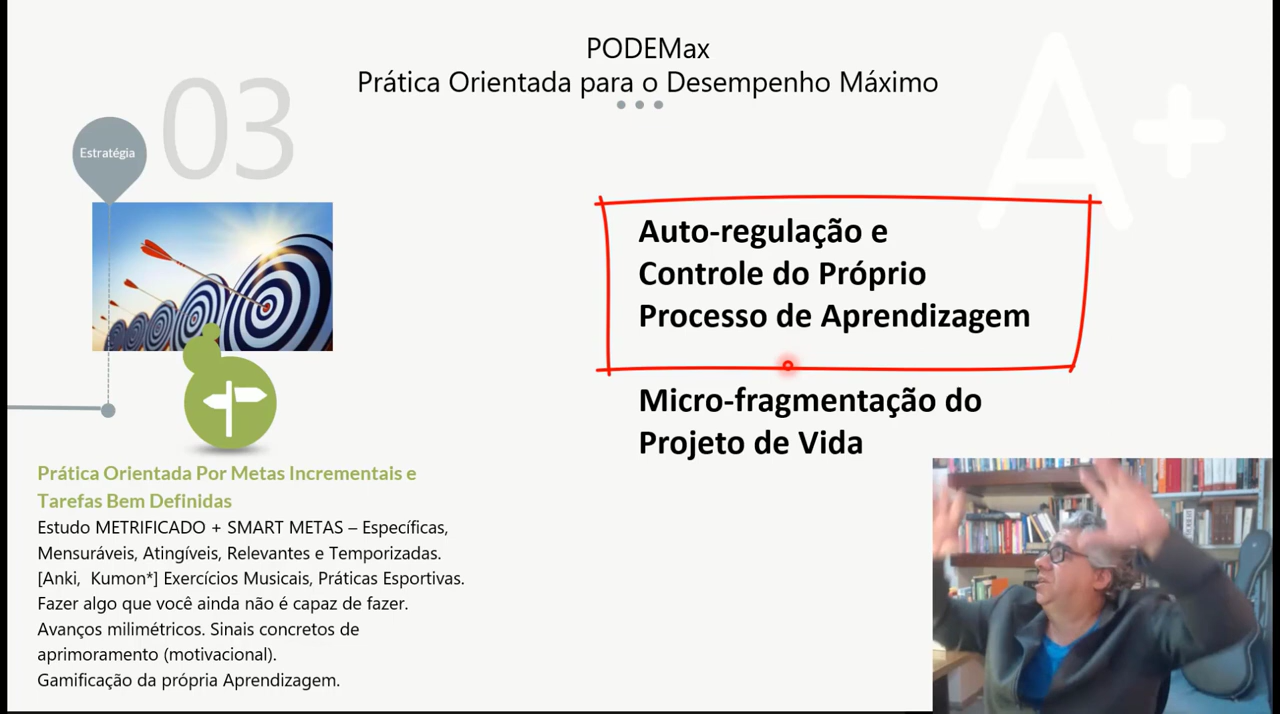 PODEMax
Prática Orientada para o Desempenho Máximo
A+
03
Estratégia
Auto-regulação e
Controle do Próprio
Processo de Aprendizagem
Micro-fragmentação do
Projeto de Vida
Prática Orientada Por Metas Incrementais e
Tarefas Bem Definidas
Estudo METRIFICADO + SMART METAS – Específicas,
Mensuráveis, Atingíveis, Relevantes e Temporizadas.
[Anki,  Kumon*] Exercícios Musicais, Práticas Esportivas.
Fazer algo que você ainda não é capaz de fazer.
Avanços milimétricos. Sinais concretos de
aprimoramento (motivacional).
Gamificação da própria Aprendizagem.